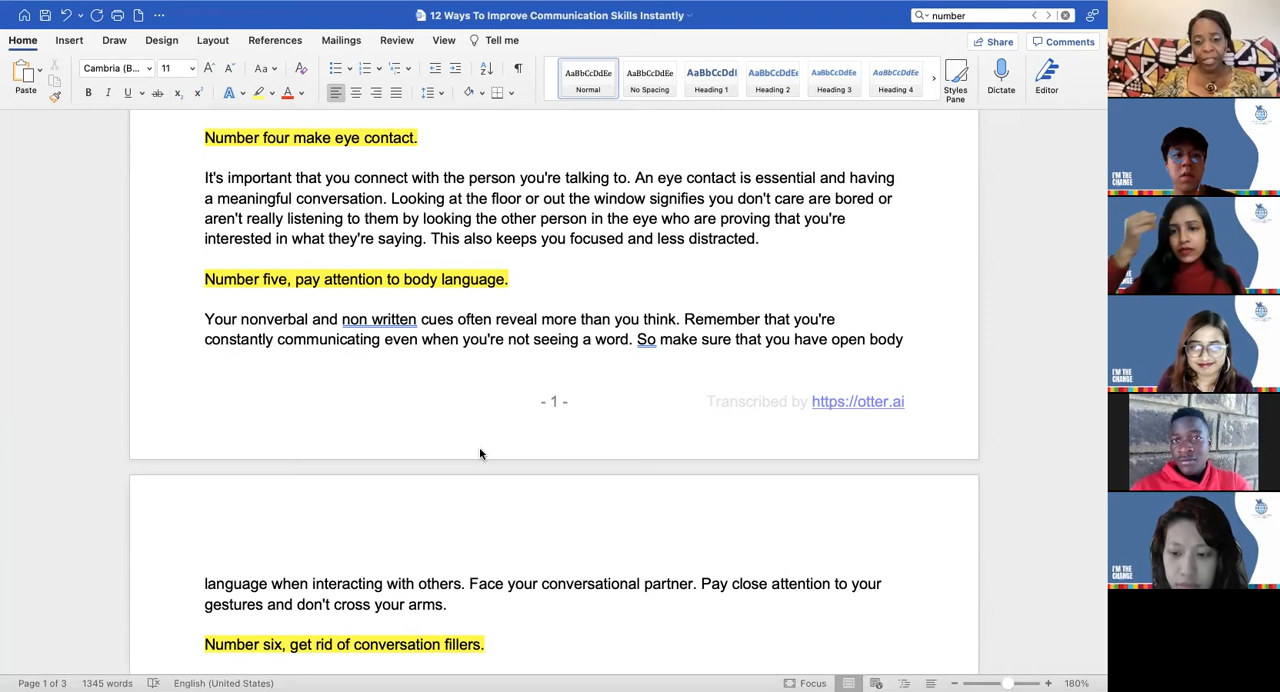 12 Ways To Improve Communication Skills Instantly
number
Home Insert Draw Design Layout References Mailings Review View Tell me Share Comments
Paste Cambria (B... 11 Aa
AaBbCcDdEe AaBbCcDdEe AaBbCcDdI AaBbCcDdEe AaBbCcDdEe AaBbCcDdEe
Normal No Spacing Heading 1 Heading 2 Heading 3 Heading 4 Styles Pane Dictate Editor
Number four make eye contact.
It's important that you connect with the person you're talking to. An eye contact is essential and having
a meaningful conversation. Looking at the floor or out the window signifies you don't care are bored or
aren't really listening to them by looking the other person in the eye who are proving that you're
interested in what they're saying. This also keeps you focused and less distracted.
Number five, pay attention to body language.
Your nonverbal and non written cues often reveal more than you think. Remember that you're
constantly communicating even when you're not seeing a word. So make sure that you have open body
- 1 - Transcribed by https://otter.ai
language when interacting with others. Face your conversational partner. Pay close attention to your
gestures and don't cross your arms.
Number six, get rid of conversation fillers.
Page 1 of 3 1345 words English (United States) Focus 180%
I'M THE
CHANGE
I'M THE
CHANGE
I'M THE
CHANGE